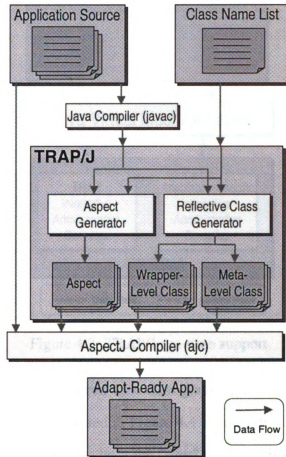 Application Source
Class Name List
Java Compiler (javac)
TRAP/J
Aspect
Generator
Reflective Class
Generator
Aspect
Wrapper-
Level Class
Meta-
Level Class
AspectJ Compiler (ajc)
Adapt-Ready App.
Data Flow